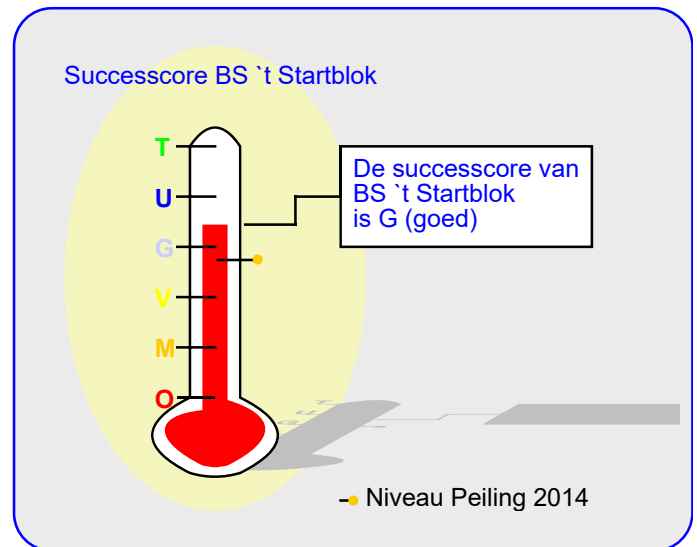 Successcore BS `t Startblok
T
U
G
V
M
O
De successcore van
BS `t Startblok
is G (goed)
T
U
G
Niveau Peiling 2014